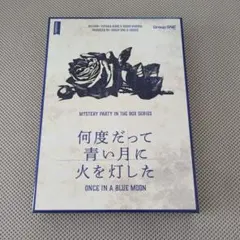 MYSTERY PARTY IN THE BOX SERIES
何度だって
青い月に
火を灯した
ONCE IN A BLUE MOON